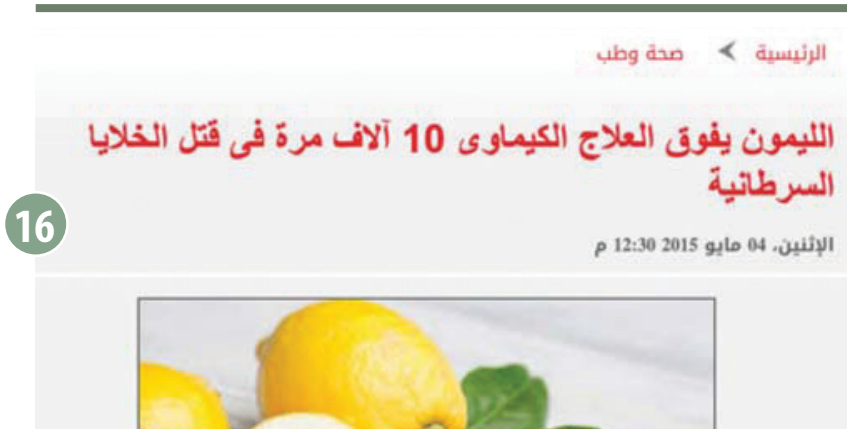 الرئيسية > صحة وطب
الليمون يفوق العلاج الكيماوى 10 آلاف مرة فى قتل الخلايا
السرطانية
16
الإثنين، 04 مايو 2015 12:30 م